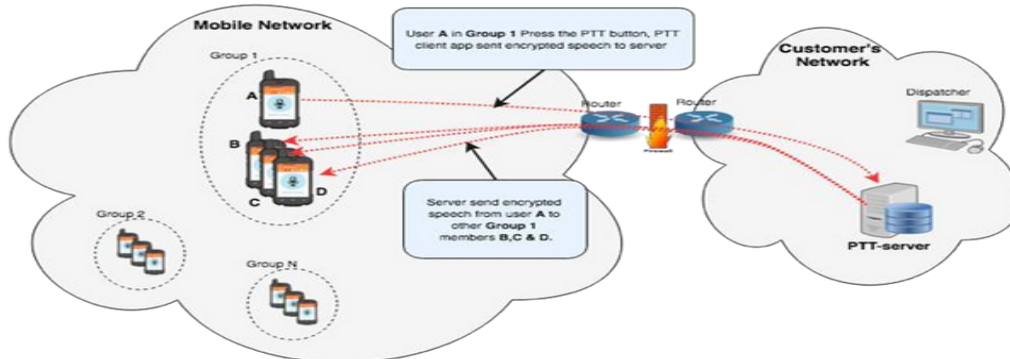 Mobile Network
Group 1
A
B
C
D
Group 2
Group N
User A in Group 1 Press the PTT button, PTT
client app sent encrypted speech to server
Server send encrypted
speech from user A to
other Group 1
members B,C & D.
Router
Router
Firewall
Customer's
Network
Dispatcher
PTT-server